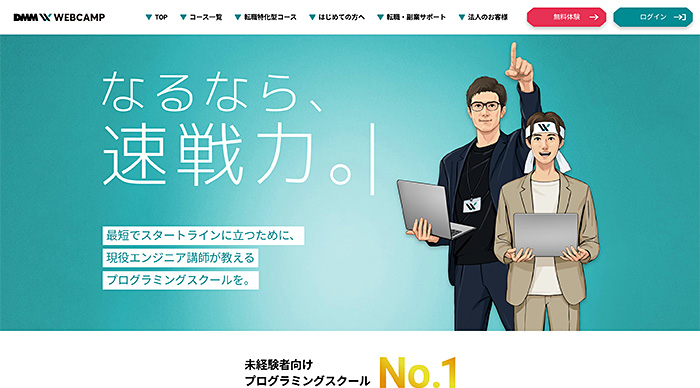 DMM WEBCAMP
TOP
コース一覧
転職特化型コース
はじめての方へ
転職・副業サポート
法人のお客様
無料体験
ログイン
なるなら、
速戦力。
最短でスタートラインに立つために、
現役エンジニア講師が教える
プログラミングスクールを。
未経験者向け
プログラミングスクール No.1